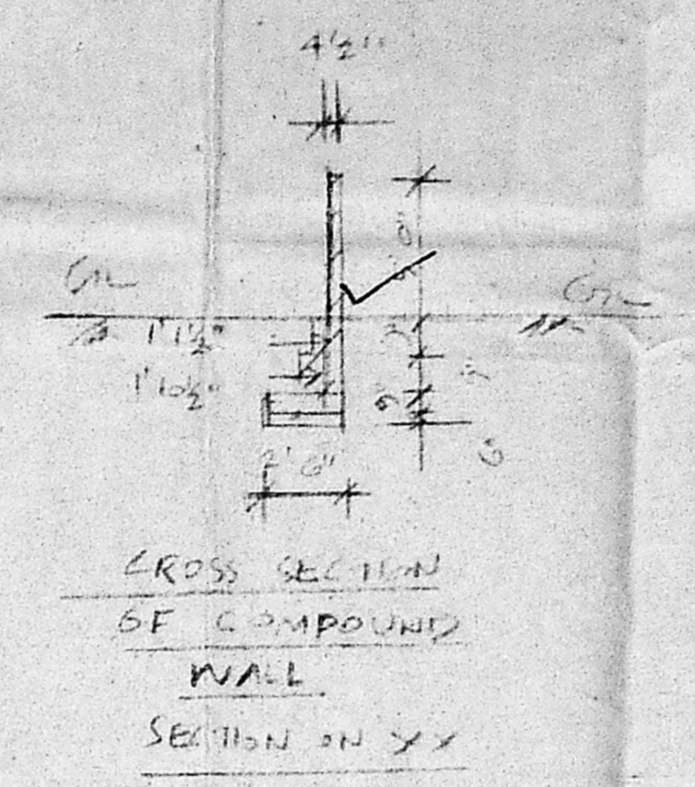 4½"
GL
GL
1'1½"
1'10½"
2'6"
CROSS SECTION
OF COMPOUND
WALL
SECTION ON XX